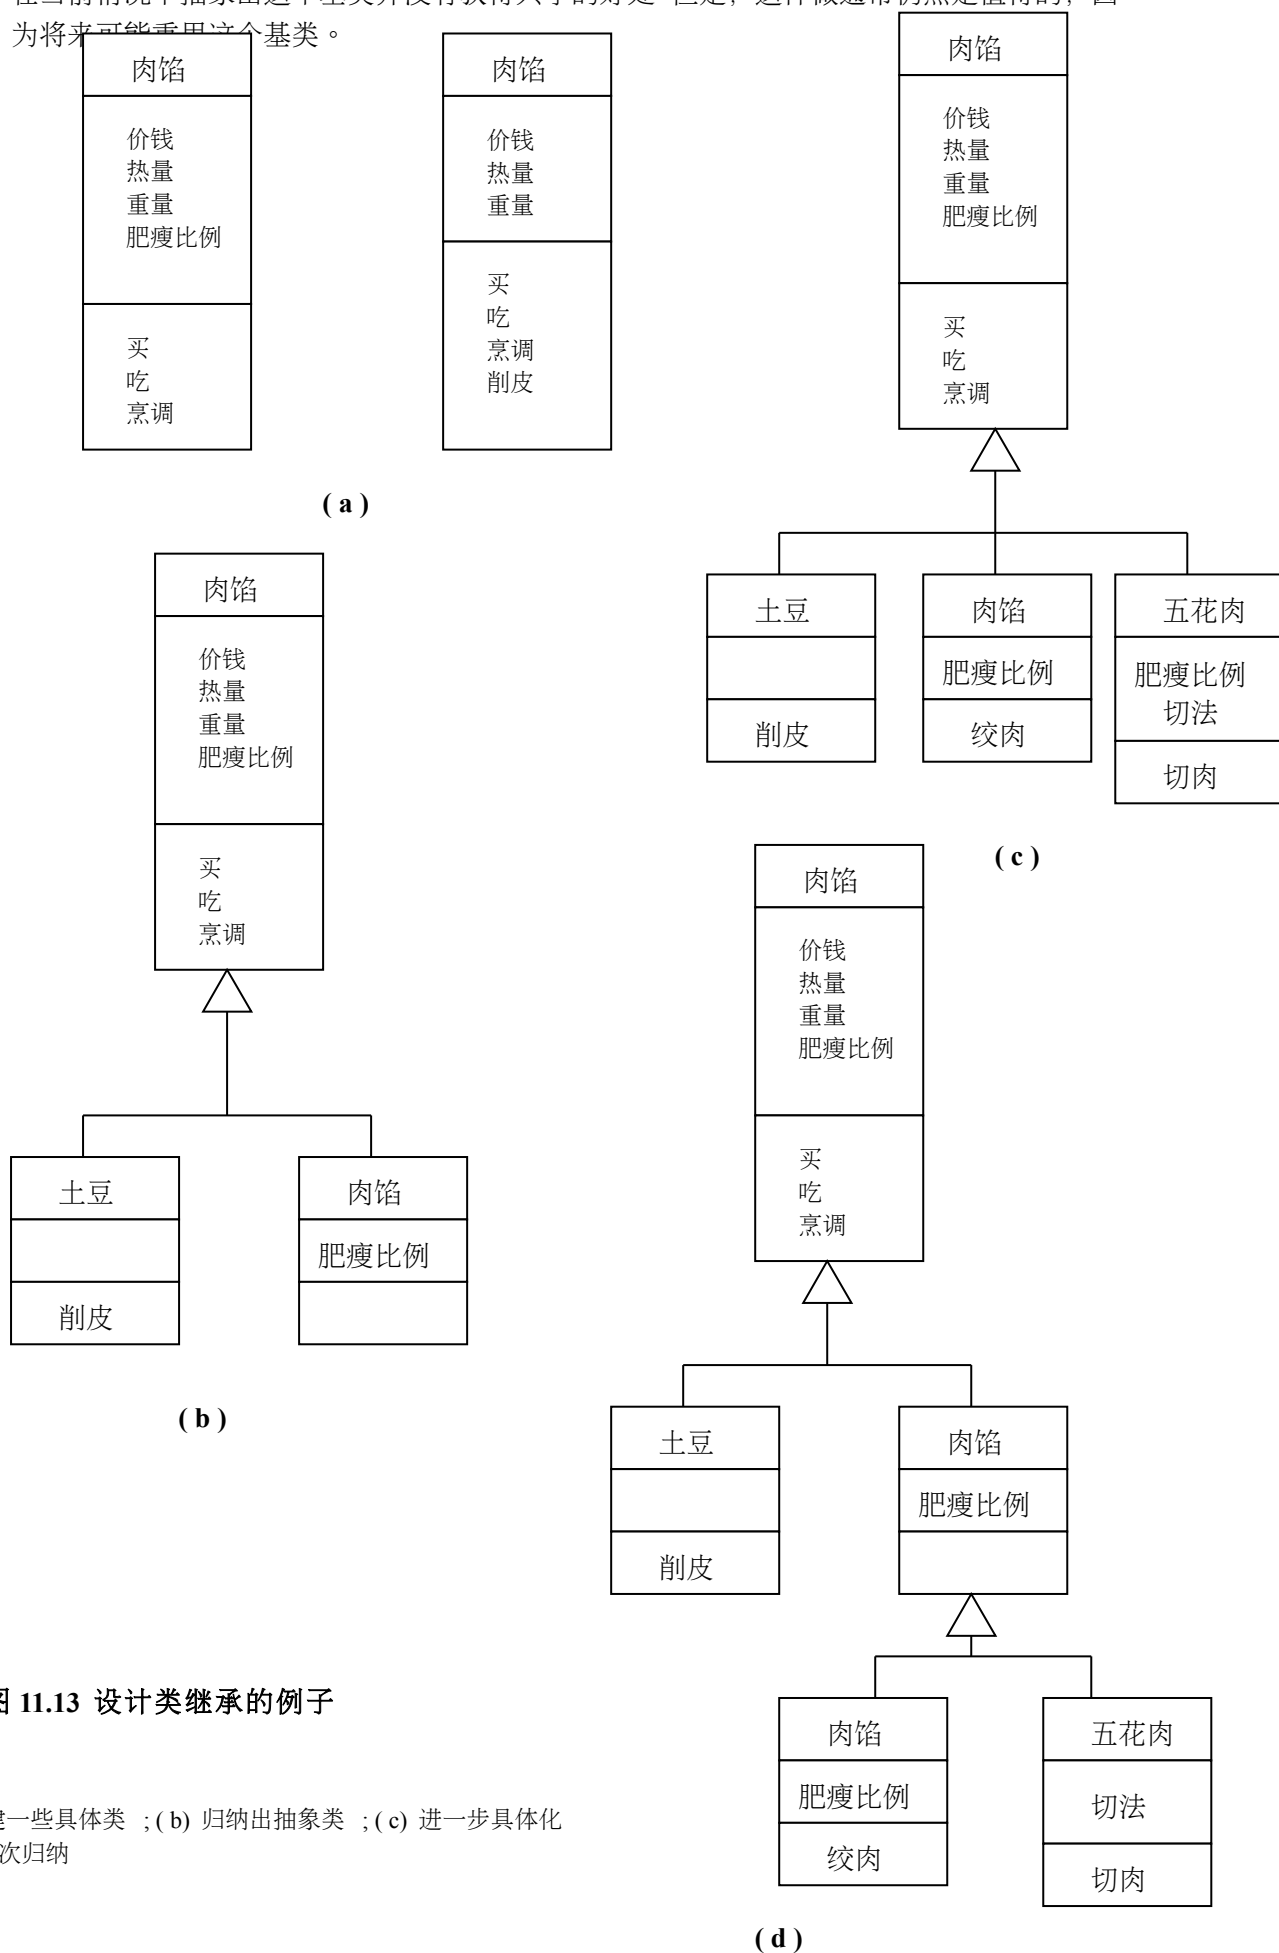 为将来可能重用这个基类。
肉馅
价钱
热量
重量
肥瘦比例
买
吃
烹调
肉馅
价钱
热量
重量
买
吃
烹调
削皮
( a )
肉馅
价钱
热量
重量
肥瘦比例
买
吃
烹调
土豆
削皮
肉馅
肥瘦比例
绞肉
五花肉
肥瘦比例
切法
切肉
( c )
肉馅
价钱
热量
重量
肥瘦比例
买
吃
烹调
土豆
削皮
肉馅
肥瘦比例
( b )
肉馅
价钱
热量
重量
肥瘦比例
买
吃
烹调
土豆
削皮
肉馅
肥瘦比例
肉馅
肥瘦比例
绞肉
五花肉
切法
切肉
( d )
图 11.13 设计类继承的例子
建一些具体类 ; ( b) 归纳出抽象类 ; ( c) 进一步具体化
次归纳